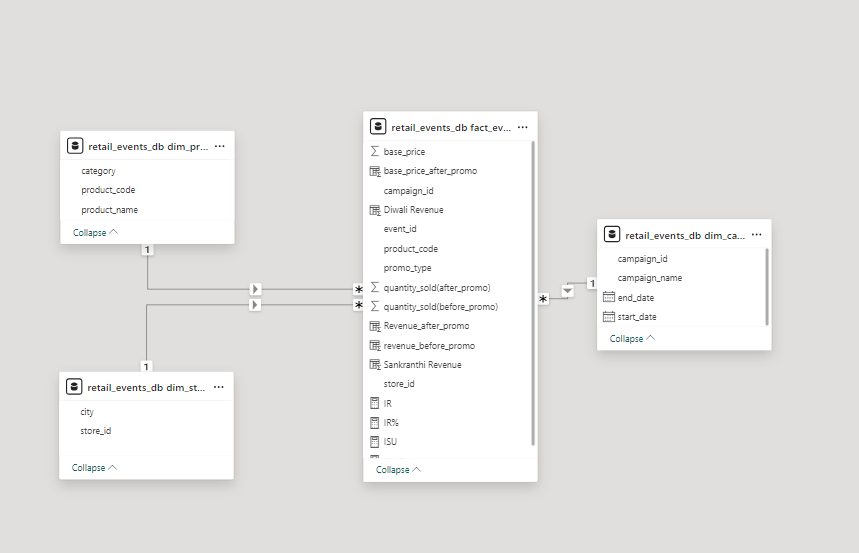 retail_events_db dim_pr... ...
category
product_code
product_name
Collapse
1
retail_events_db dim_st... ...
city
store_id
Collapse
1
retail_events_db fact_ev... ...
base_price
base_price_after_promo
campaign_id
Diwali Revenue
event_id
product_code
promo_type
quantity_sold(after_promo)
quantity_sold(before_promo)
Revenue_after_promo
revenue_before_promo
Sankranthi Revenue
store_id
IR
IR%
ISU
Collapse
*
*
*
1
retail_events_db dim_ca... ...
campaign_id
campaign_name
end_date
start_date
Collapse